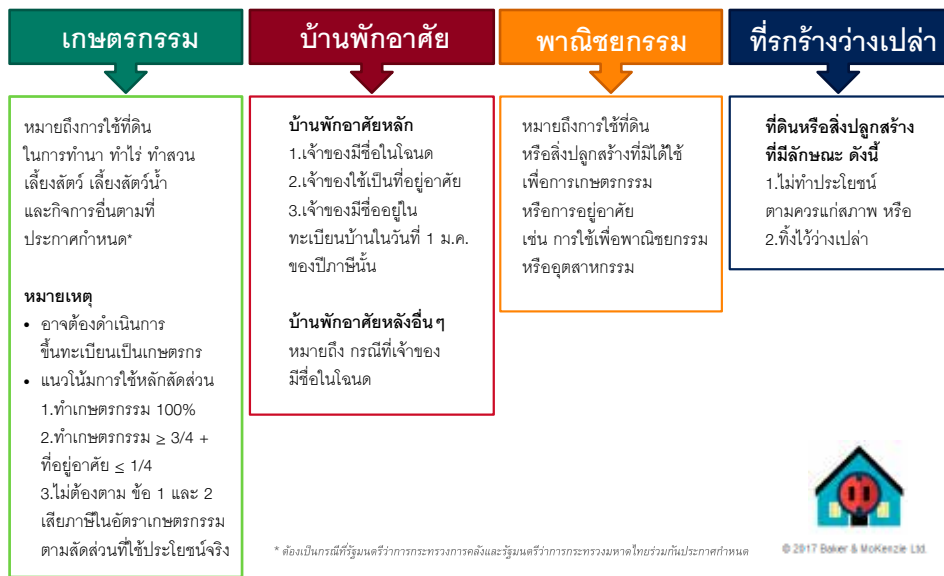 เกษตรกรรม
หมายถึงการใช้ที่ดิน
ในการทำนา ทำไร่ ทำสวน
เลี้ยงสัตว์ เลี้ยงสัตว์น้ำ
และกิจการอื่นตามที่
ประกาศกำหนด*
หมายเหตุ
• อาจต้องดำเนินการ
ขึ้นทะเบียนเป็นเกษตรกร
• แนวโน้มการใช้หลักสัดส่วน
1.ทำเกษตรกรรม 100%
2.ทำเกษตรกรรม ≥ 3/4 +
ที่อยู่อาศัย ≤ 1/4
3.ไม่ต้องตาม ข้อ 1 และ 2
เสียภาษีในอัตราเกษตรกรรม
ตามสัดส่วนที่ใช้ประโยชน์จริง
บ้านพักอาศัย
บ้านพักอาศัยหลัก
1.เจ้าของมีชื่อในโฉนด
2.เจ้าของใช้เป็นที่อยู่อาศัย
3.เจ้าของมีชื่ออยู่ใน
ทะเบียนบ้านในวันที่ 1 ม.ค.
ของปีภาษีนั้น
บ้านพักอาศัยหลังอื่นๆ
หมายถึง กรณีที่เจ้าของ
มีชื่อในโฉนด
พาณิชยกรรม
หมายถึงการใช้ที่ดิน
หรือสิ่งปลูกสร้างที่มิได้ใช้
เพื่อการเกษตรกรรม
หรือการอยู่อาศัย
เช่น การใช้เพื่อพาณิชยกรรม
หรืออุตสาหกรรม
ที่รกร้างว่างเปล่า
ที่ดินหรือสิ่งปลูกสร้าง
ที่มีลักษณะ ดังนี้
1.ไม่ทำประโยชน์
ตามควรแก่สภาพ หรือ
2.ทิ้งไว้ว่างเปล่า
* ต้องเป็นกรณีที่รัฐมนตรีว่าการกระทรวงการคลังและรัฐมนตรีว่าการกระทรวงมหาดไทยร่วมกันประกาศกำหนด
© 2017 Baker & McKenzie Ltd.